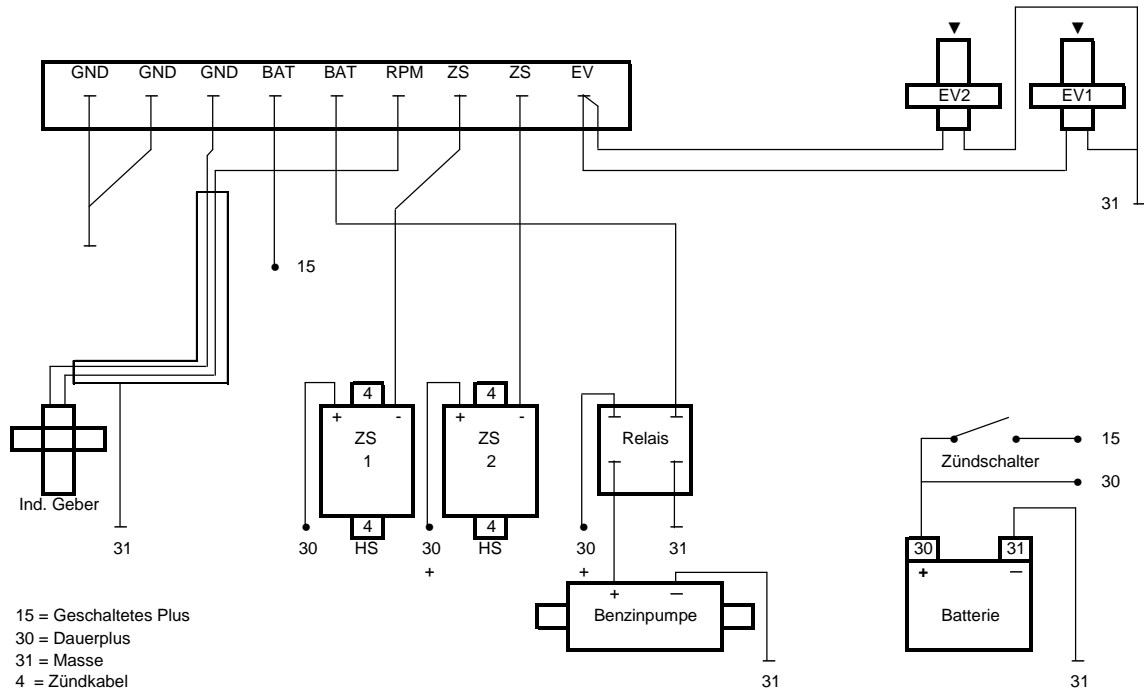 GND GND GND BAT BAT RPM ZS ZS EV
EV2 EV1
31
15
4 4
+ - + -
ZS ZS Relais
1 2
15
Zündschalter
30
Ind. Geber
4 4
31 30 HS 30 HS 30 31
+ +
30 31
+ –
Batterie
+ –
Benzinpumpe
15 = Geschaltetes Plus
30 = Dauerplus
31 = Masse
4 = Zündkabel
31 31